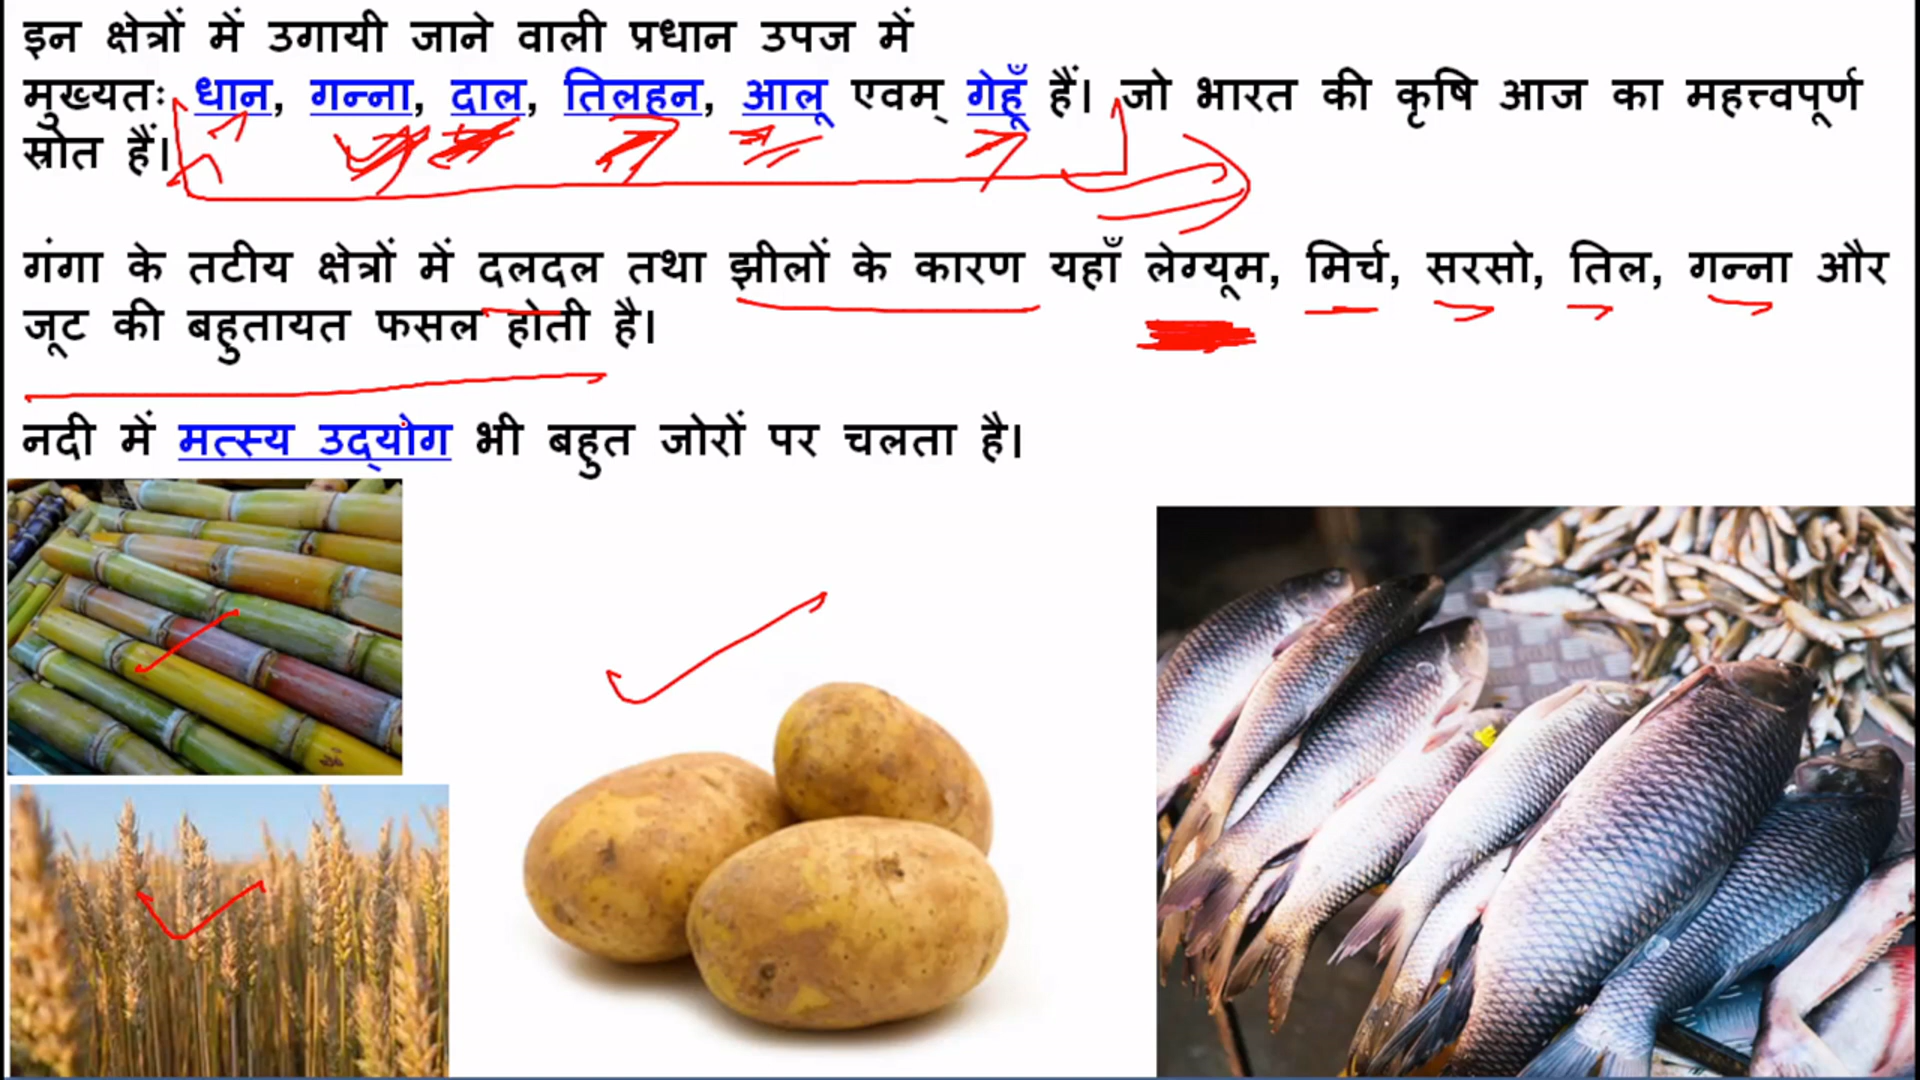 इन क्षेत्रों में उगायी जाने वाली प्रधान उपज में
मुख्यतः धान, गन्ना, दाल, तिलहन, आलू एवम् गेहूँ हैं। जो भारत की कृषि आज का महत्त्वपूर्ण
स्रोत हैं।
गंगा के तटीय क्षेत्रों में दलदल तथा झीलों के कारण यहाँ लेग्यूम, मिर्च, सरसो, तिल, गन्ना और
जूट की बहुतायत फसल होती है।
नदी में मत्स्य उद्योग भी बहुत जोरों पर चलता है।